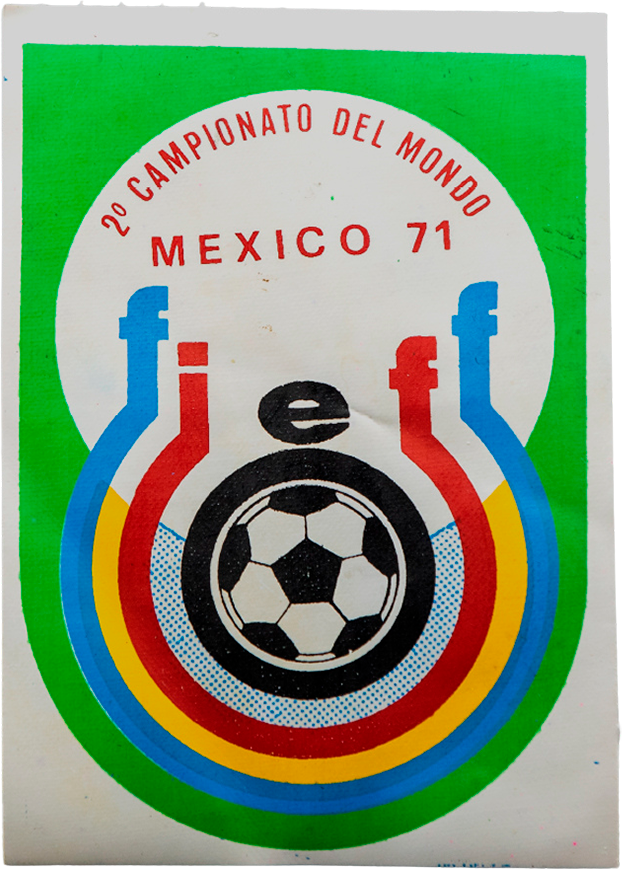 2º CAMPIONATO DEL MONDO
MEXICO 71
fieff